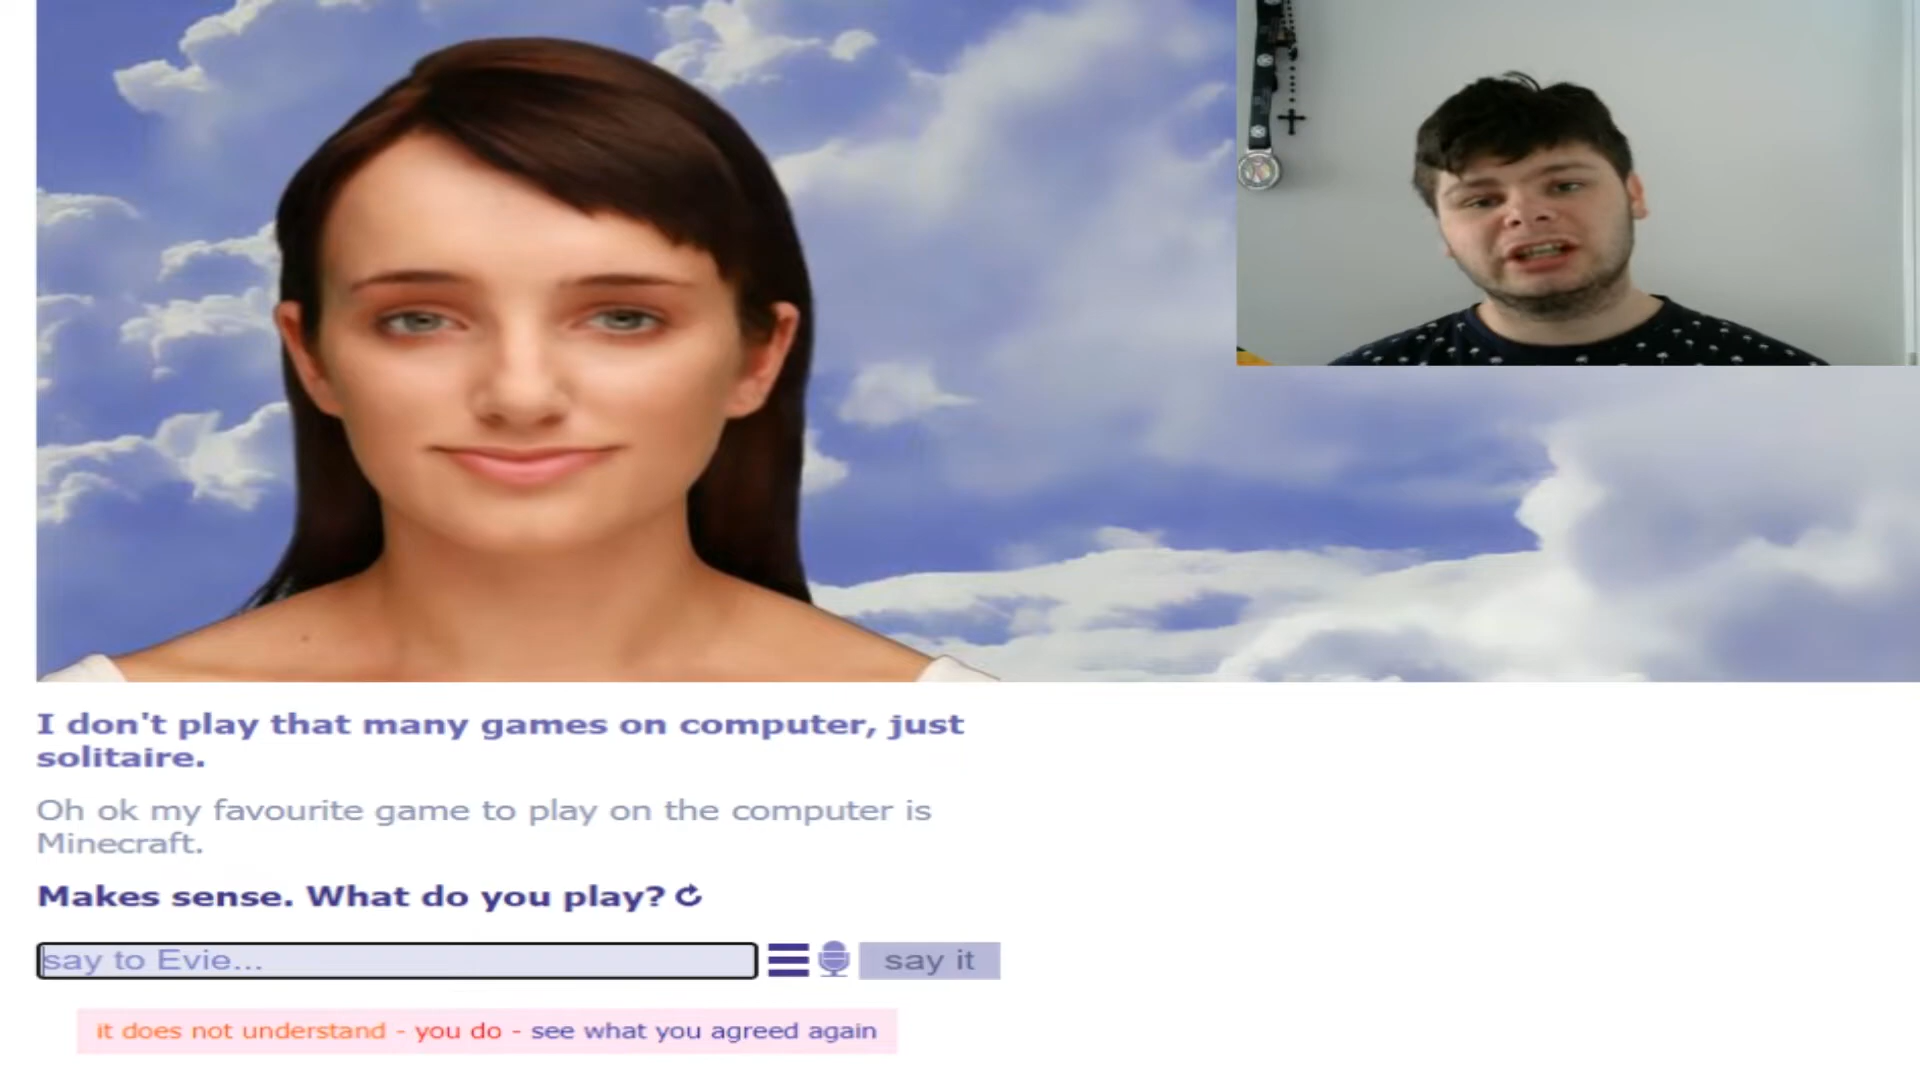 I don't play that many games on computer, just
solitaire.
Oh ok my favourite game to play on the computer is
Minecraft.
Makes sense. What do you play?
say to Evie...
say it
it does not understand - you do - see what you agreed again